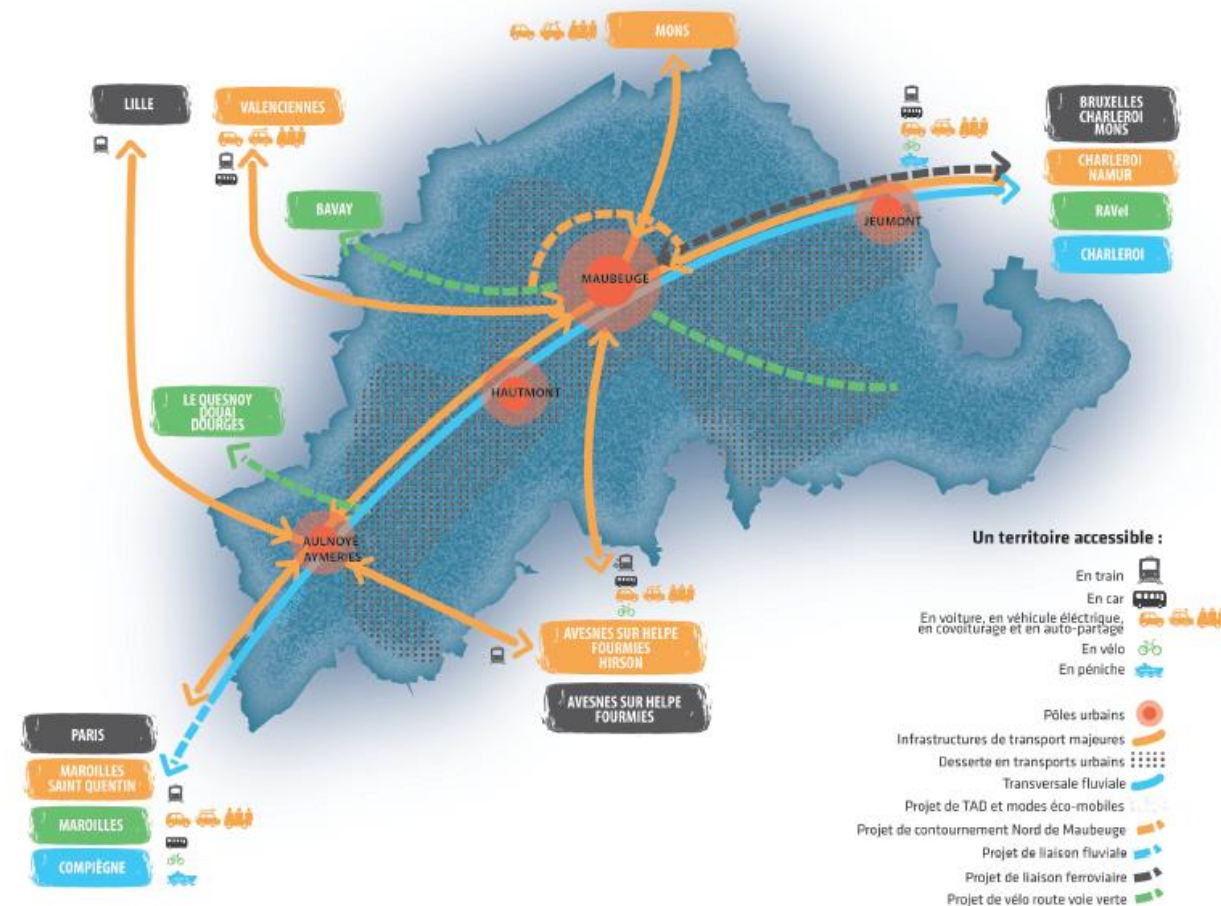 MONS
LILLE
VALENCIENNES
BRUXELLES
CHARLEROI
MONS
CHARLEROI
NAMUR
RAVel
CHARLEROI
BAVAY
JEUMONT
MAUBEUGE
HAUTMONT
LE QUESNOY
DOUAI
DOURGES
AULNOYE
AYMERIES
AVESNES SUR HELPE
FOURMIES
HIRSON
AVESNES SUR HELPE
FOURMIES
PARIS
MAROILLES
SAINT QUENTIN
MAROILLES
COMPIÈGNE
Un territoire accessible :
En train
En car
En voiture, en véhicule électrique,
en covoiturage et en auto-partage
En vélo
En péniche
Pôles urbains
Infrastructures de transport majeures
Desserte en transports urbains
Transversale fluviale
Projet de TAD et modes éco-mobiles
Projet de contournement Nord de Maubeuge
Projet de liaison fluviale
Projet de liaison ferroviaire
Projet de vélo route voie verte